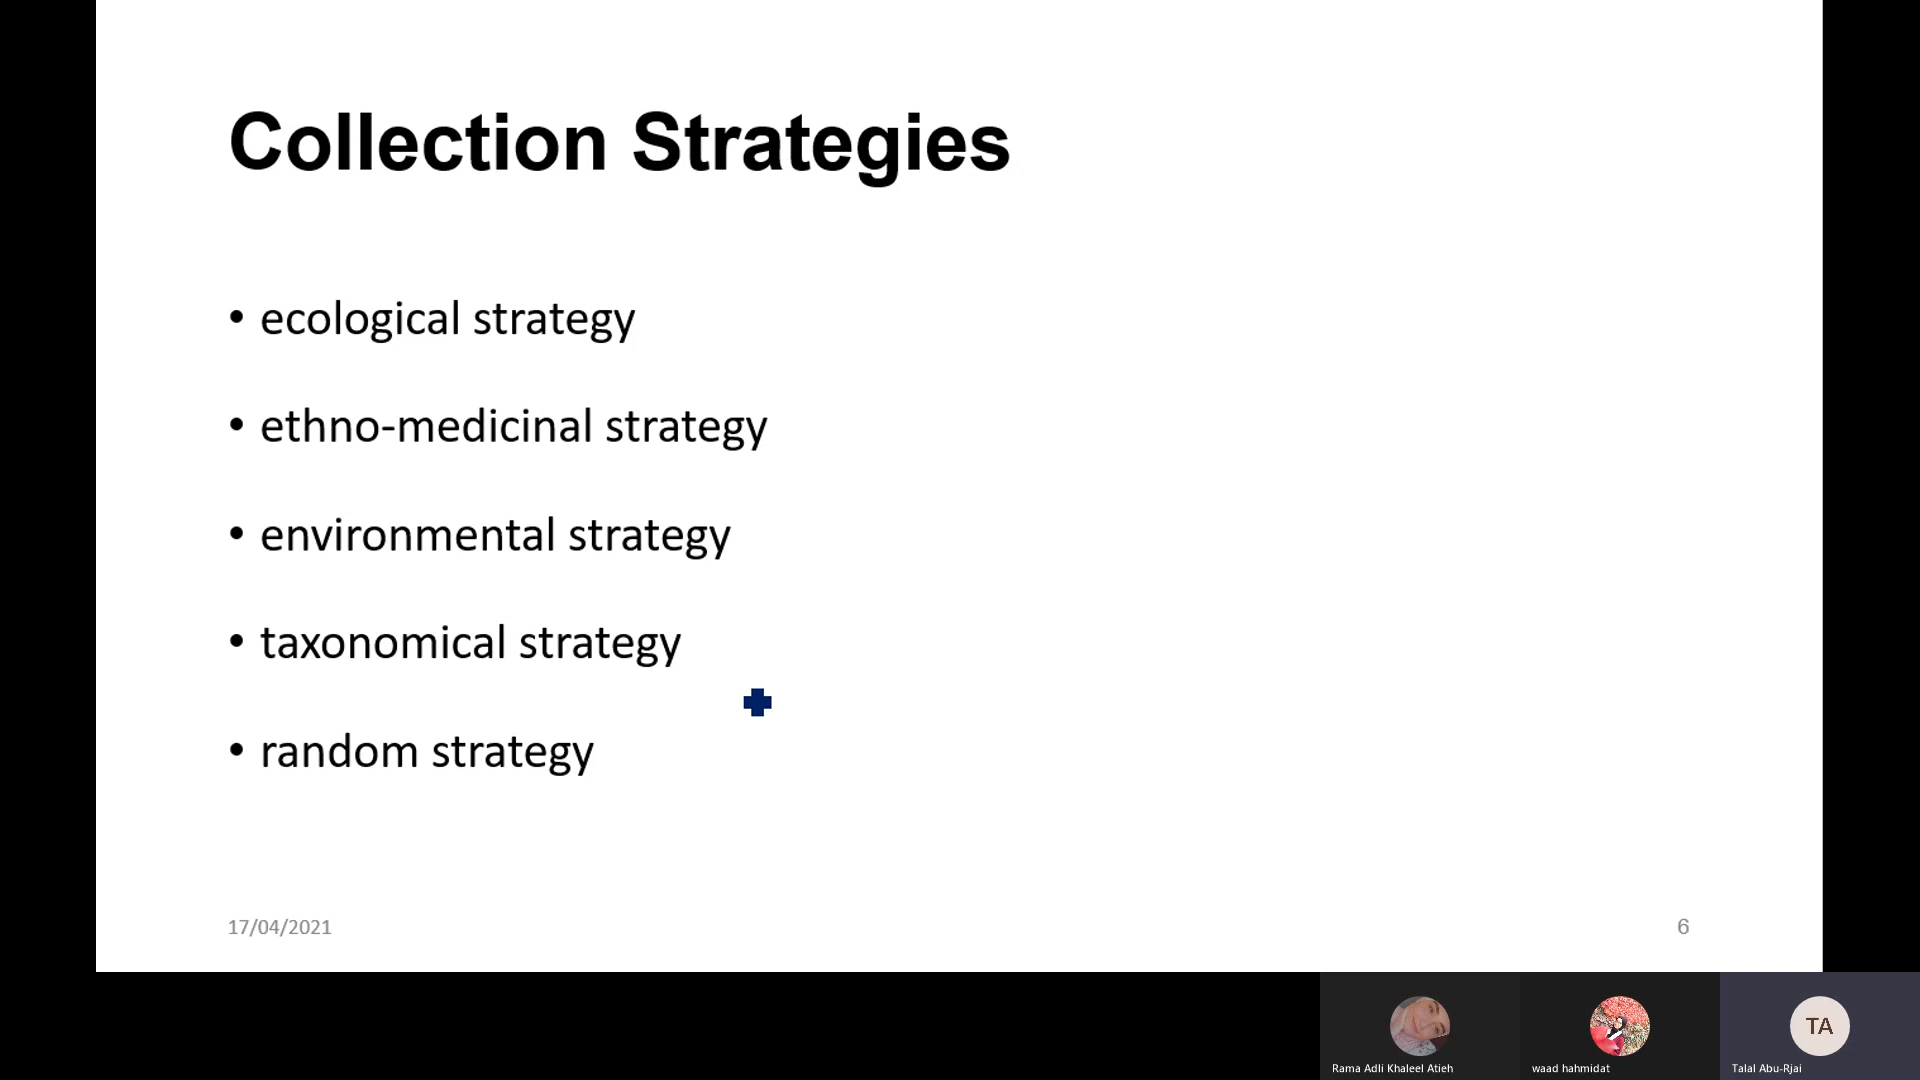 Collection Strategies
• ecological strategy
• ethno-medicinal strategy
• environmental strategy
• taxonomical strategy
• random strategy
17/04/2021
6
Rama Adli Khaleel Atieh
waad hahmidat
TA
Talal Abu-Rjai